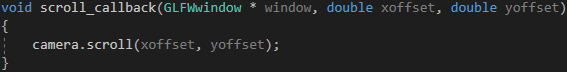 void scroll_callback(GLFWwindow * window, double xoffset, double yoffset)
{
    camera.scroll(xoffset, yoffset);
}